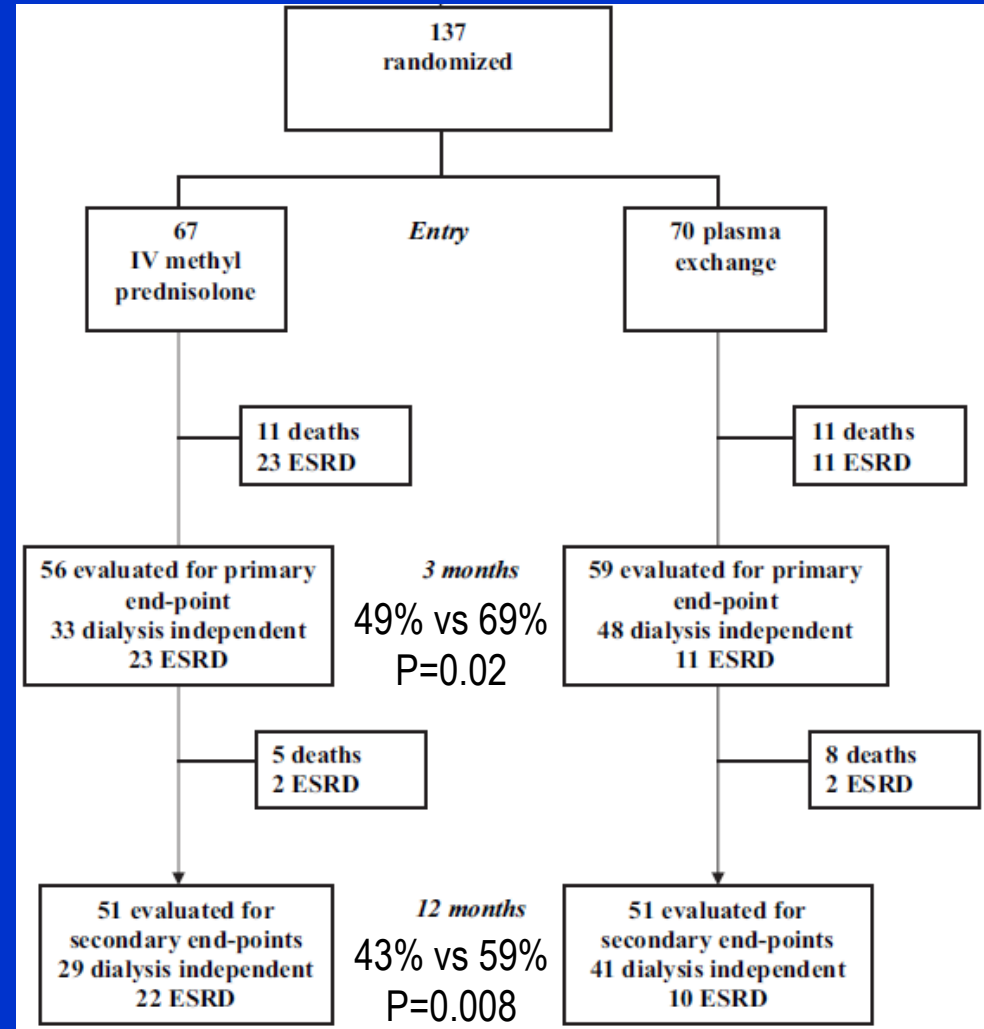 137
randomized
67
IV methyl
prednisolone
Entry
70 plasma
exchange
11 deaths
23 ESRD
11 deaths
11 ESRD
56 evaluated for primary
end-point
33 dialysis independent
23 ESRD
3 months
49% vs 69%
P=0.02
59 evaluated for primary
end-point
48 dialysis independent
11 ESRD
5 deaths
2 ESRD
8 deaths
2 ESRD
51 evaluated for
secondary end-points
29 dialysis independent
22 ESRD
12 months
43% vs 59%
P=0.008
51 evaluated for
secondary end-points
41 dialysis independent
10 ESRD